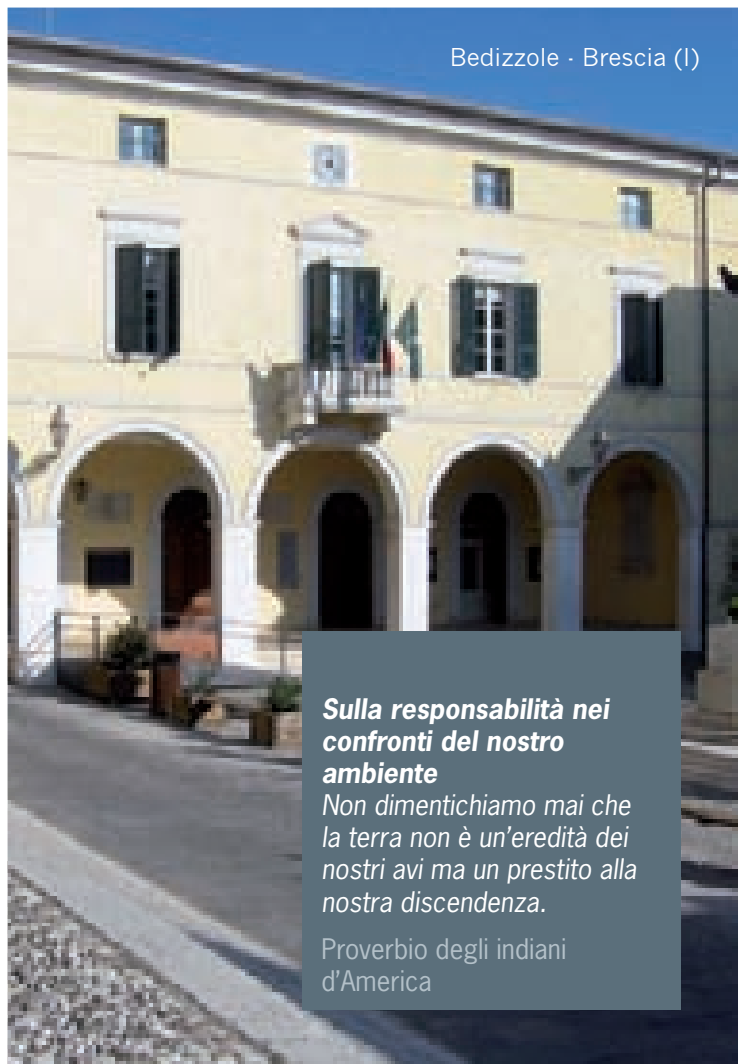 Bedizzole · Brescia (I)
Sulla responsabilità nei
confronti del nostro
ambiente
Non dimentichiamo mai che
la terra non è un’eredità dei
nostri avi ma un prestito alla
nostra discendenza.
Proverbio degli indiani
d’America